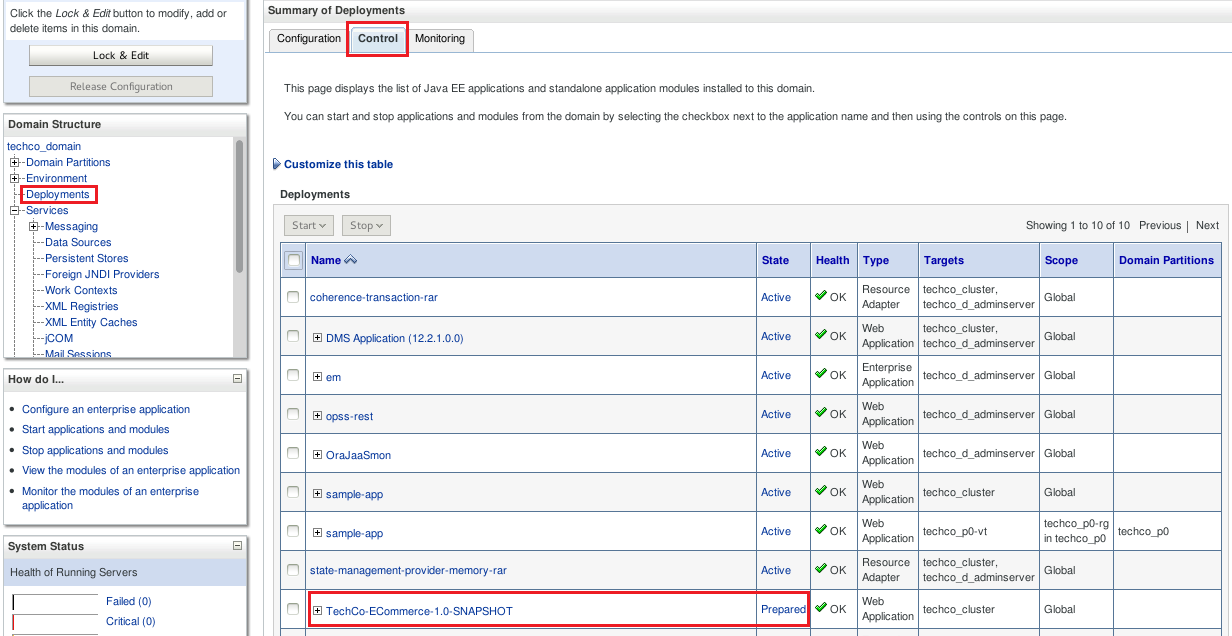 Click the Lock & Edit button to modify, add or
delete items in this domain.
Lock & Edit
Release Configuration
Domain Structure
techco_domain
Domain Partitions
Environment
Deployments
Services
Messaging
Data Sources
Persistent Stores
Foreign JNDI Providers
Work Contexts
XML Registries
XML Entity Caches
jCOM
Mail Sessions
How do I...
Configure an enterprise application
Start applications and modules
Stop applications and modules
View the modules of an enterprise application
Monitor the modules of an enterprise
application
System Status
Health of Running Servers
Failed (0)
Critical (0)
Summary of Deployments
Configuration Control Monitoring
This page displays the list of Java EE applications and standalone application modules installed to this domain.
You can start and stop applications and modules from the domain by selecting the checkbox next to the application name and then using the controls on this page.
Customize this table
Deployments
Start Stop Showing 1 to 10 of 10 Previous | Next
Name State Health Type Targets Scope Domain Partitions
coherence-transaction-rar Active OK Resource Adapter techco_cluster, techco_d_adminserver Global
DMS Application (12.2.1.0.0) Active OK Web Application techco_cluster, techco_d_adminserver Global
em Active OK Enterprise Application techco_d_adminserver Global
opss-rest Active OK Web Application techco_d_adminserver Global
OraJaaSmon Active OK Web Application techco_d_adminserver Global
sample-app Active OK Web Application techco_cluster Global
sample-app Active OK Web Application techco_p0-vt techco_p0-rg in techco_p0 techco_p0
state-management-provider-memory-rar Active OK Resource Adapter techco_cluster, techco_d_adminserver Global
TechCo-ECommerce-1.0-SNAPSHOT Prepared OK Web Application techco_cluster Global